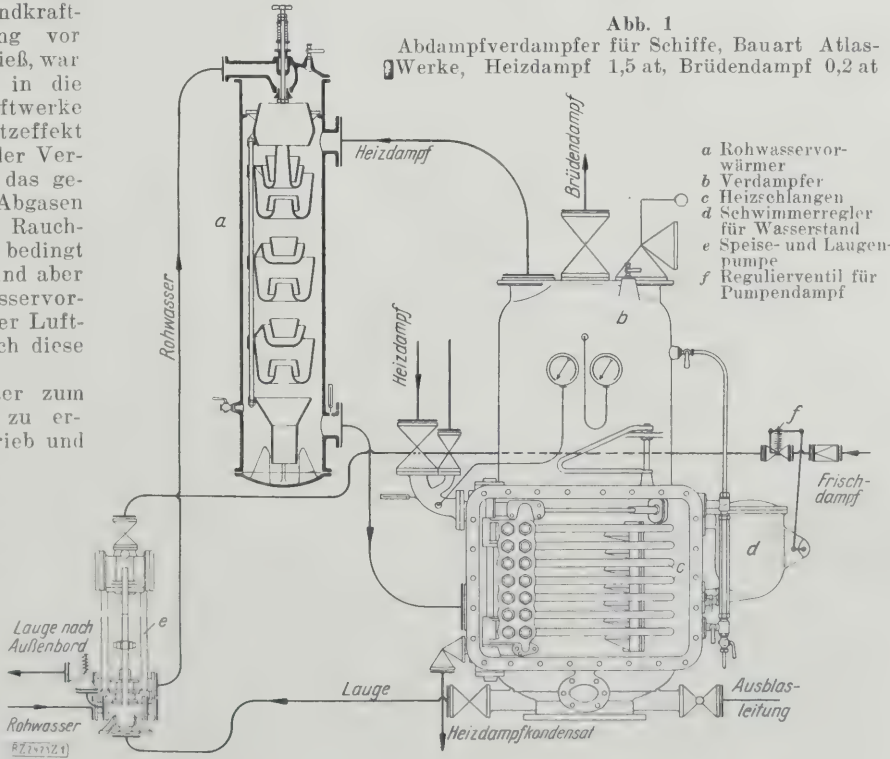 ndkraft-
ng vor
ieß, war
in die
ftwerke
tzeffekt
der Ver-
das ge-
Abgasen
Rauch-
bedingt
nd aber
sservor-
er Luft-
ch diese
er zum
zu er-
rieb und
Abb. 1
Abdampfverdampfer für Schiffe, Bauart Atlas-
Werke, Heizdampf 1,5 at, Brüdendampf 0,2 at
a Rohwasservor-
wärmer
b Verdampfer
c Heizschlangen
d Schwimmerregler
für Wasserstand
e Speise- und Laugen-
pumpe
f Regulierventil für
Pumpendampf
Heizdampf
Brüdendampf
a
b
Rohwasser
Heizdampf
f
Frisch-
dampf
c
d
e
Lauge nach
Außenbord
Lauge
Ausblas-
leitung
Rohwasser
Heizdampfkondensat